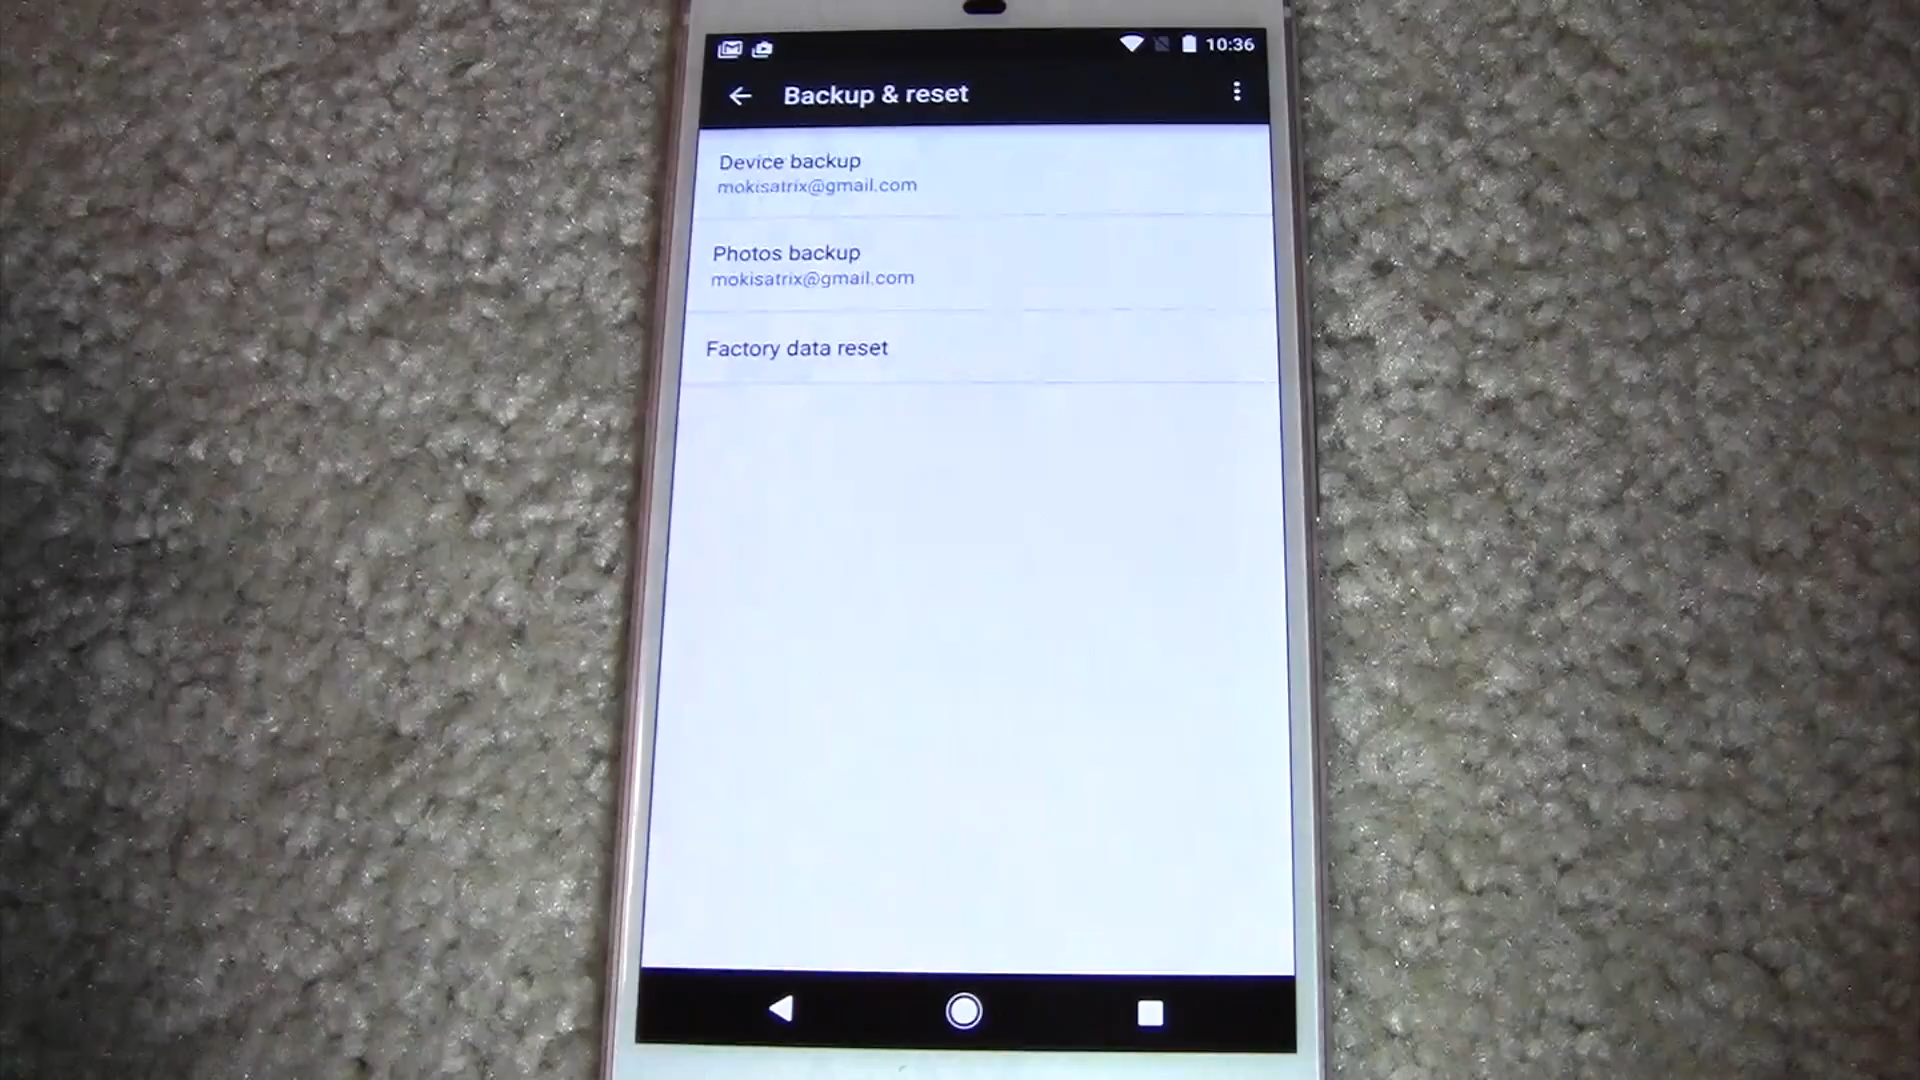 10:36
Backup & reset
Device backup
mokisatrix@gmail.com
Photos backup
mokisatrix@gmail.com
Factory data reset